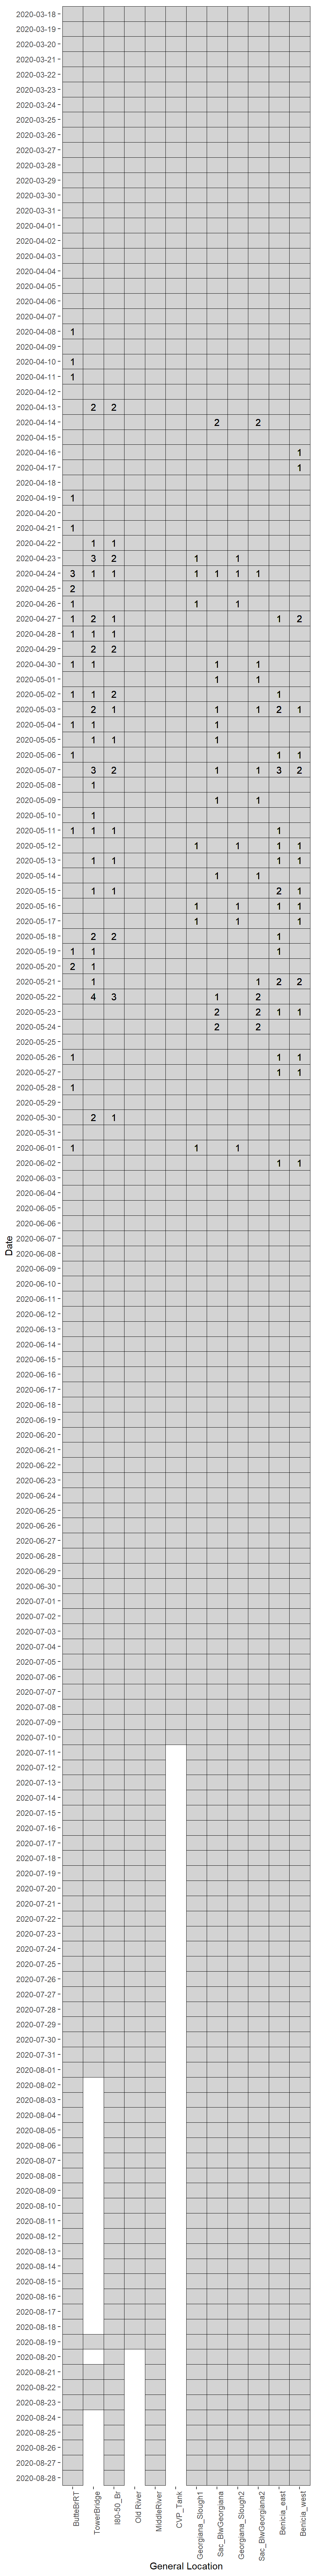 2020-03-18
2020-03-19
2020-03-20
2020-03-21
2020-03-22
2020-03-23
2020-03-24
2020-03-25
2020-03-26
2020-03-27
2020-03-28
2020-03-29
2020-03-30
2020-03-31
2020-04-01
2020-04-02
2020-04-03
2020-04-04
2020-04-05
2020-04-06
2020-04-07
2020-04-08 1
2020-04-09
2020-04-10 1
2020-04-11 1
2020-04-12
2020-04-13 2 2
2020-04-14 2 2
2020-04-15
2020-04-16 1
2020-04-17 1
2020-04-18
2020-04-19 1
2020-04-20
2020-04-21 1
2020-04-22 1 1
2020-04-23 3 2 1 1
2020-04-24 3 1 1 1 1 1 1
2020-04-25 2
2020-04-26 1 1 1
2020-04-27 1 2 1 1 2
2020-04-28 1 1 1
2020-04-29 2 2
2020-04-30 1 1 1 1
2020-05-01 1 1
2020-05-02 1 1 2 1
2020-05-03 2 1 1 1 2 1
2020-05-04 1 1 1
2020-05-05 1 1 1
2020-05-06 1 1 1
2020-05-07 3 2 1 1 3 2
2020-05-08 1
2020-05-09 1 1
2020-05-10 1
2020-05-11 1 1 1 1
2020-05-12 1 1 1 1
2020-05-13 1 1 1 1
2020-05-14 1 1
2020-05-15 1 1 2 1
2020-05-16 1 1 1 1
2020-05-17 1 1 1
2020-05-18 2 2 1
2020-05-19 1 1 1
2020-05-20 2 1
2020-05-21 1 1 2 2
2020-05-22 4 3 1 2
2020-05-23 2 2 1 1
2020-05-24 2 2
2020-05-25
2020-05-26 1 1 1
2020-05-27 1 1
2020-05-28 1
2020-05-29
2020-05-30 2 1
2020-05-31
2020-06-01 1 1 1
2020-06-02 1 1
2020-06-03
2020-06-04
2020-06-05
2020-06-06
2020-06-07
2020-06-08
2020-06-09
2020-06-10
2020-06-11
2020-06-12
2020-06-13
2020-06-14
2020-06-15
2020-06-16
2020-06-17
2020-06-18
2020-06-19
2020-06-20
2020-06-21
2020-06-22
2020-06-23
2020-06-24
2020-06-25
2020-06-26
2020-06-27
2020-06-28
2020-06-29
2020-06-30
2020-07-01
2020-07-02
2020-07-03
2020-07-04
2020-07-05
2020-07-06
2020-07-07
2020-07-08
2020-07-09
2020-07-10
2020-07-11
2020-07-12
2020-07-13
2020-07-14
2020-07-15
2020-07-16
2020-07-17
2020-07-18
2020-07-19
2020-07-20
2020-07-21
2020-07-22
2020-07-23
2020-07-24
2020-07-25
2020-07-26
2020-07-27
2020-07-28
2020-07-29
2020-07-30
2020-07-31
2020-08-01
2020-08-02
2020-08-03
2020-08-04
2020-08-05
2020-08-06
2020-08-07
2020-08-08
2020-08-09
2020-08-10
2020-08-11
2020-08-12
2020-08-13
2020-08-14
2020-08-15
2020-08-16
2020-08-17
2020-08-18
2020-08-19
2020-08-20
2020-08-21
2020-08-22
2020-08-23
2020-08-24
2020-08-25
2020-08-26
2020-08-27
2020-08-28
Date
ButteBrRT
TowerBridge
I80-50_Br
Old River
MiddleRiver
CVP_Tank
Georgiana_Slough1
Sac_BlwGeorgiana
Georgiana_Slough2
Sac_BlwGeorgiana2
Benicia_east
Benicia_west
General Location